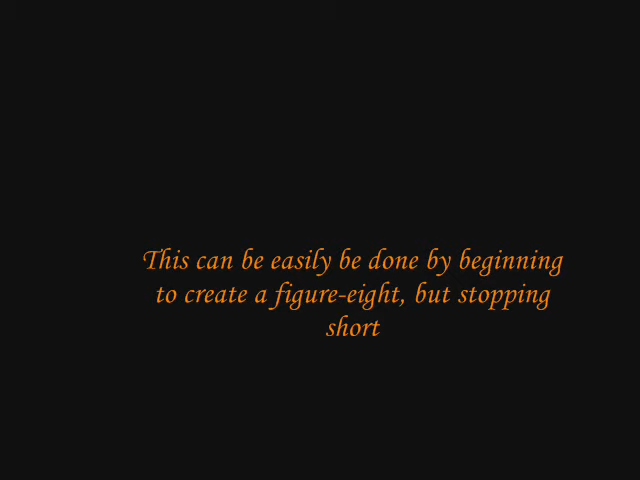 This can be easily be done by beginning
to create a figure-eight, but stopping
short